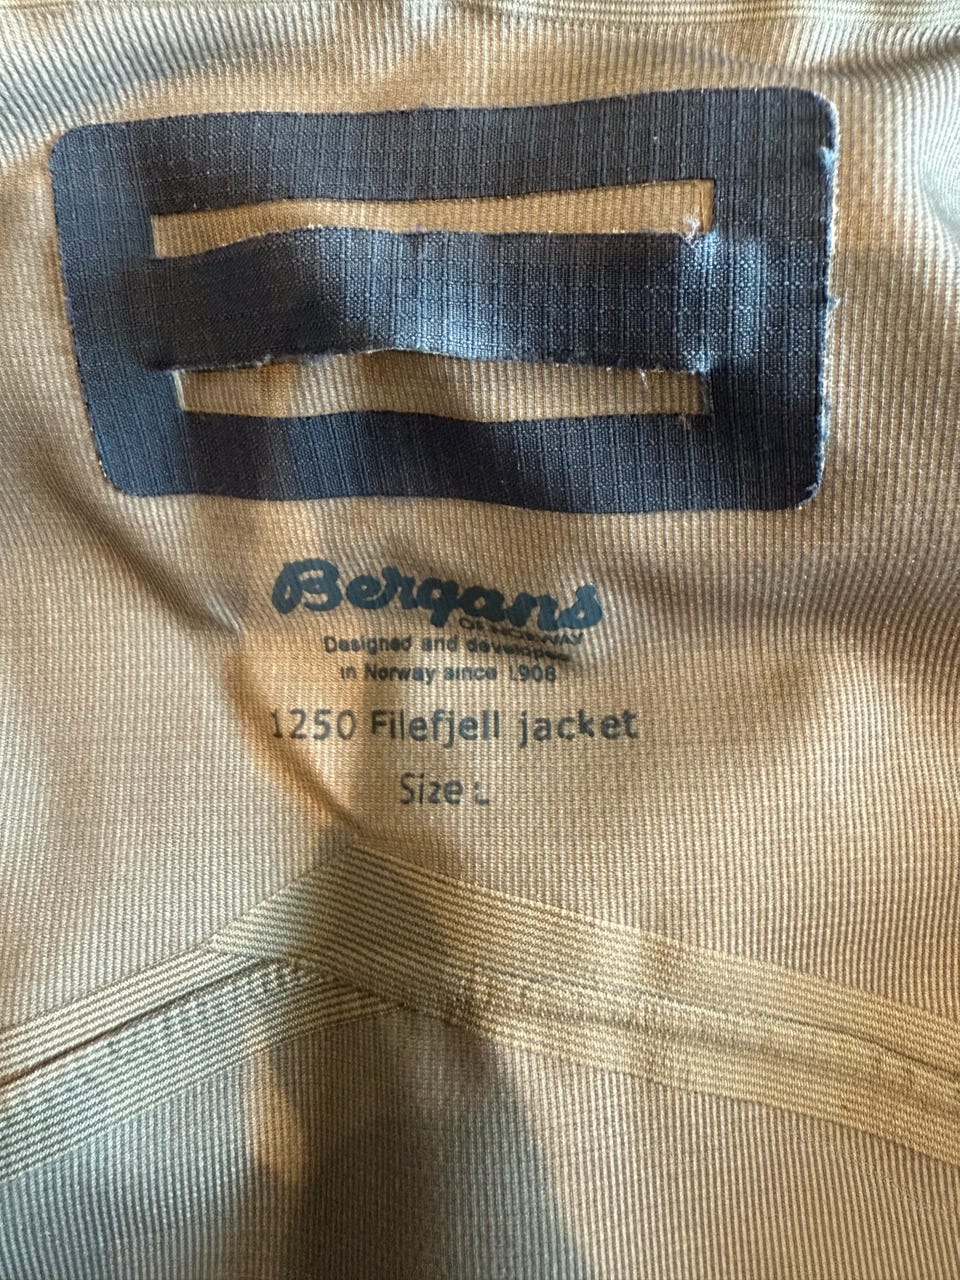 Bergans
OF NORWAY
Designed and developed
in Norway since 1908
1250 Filefjell jacket
Size: L